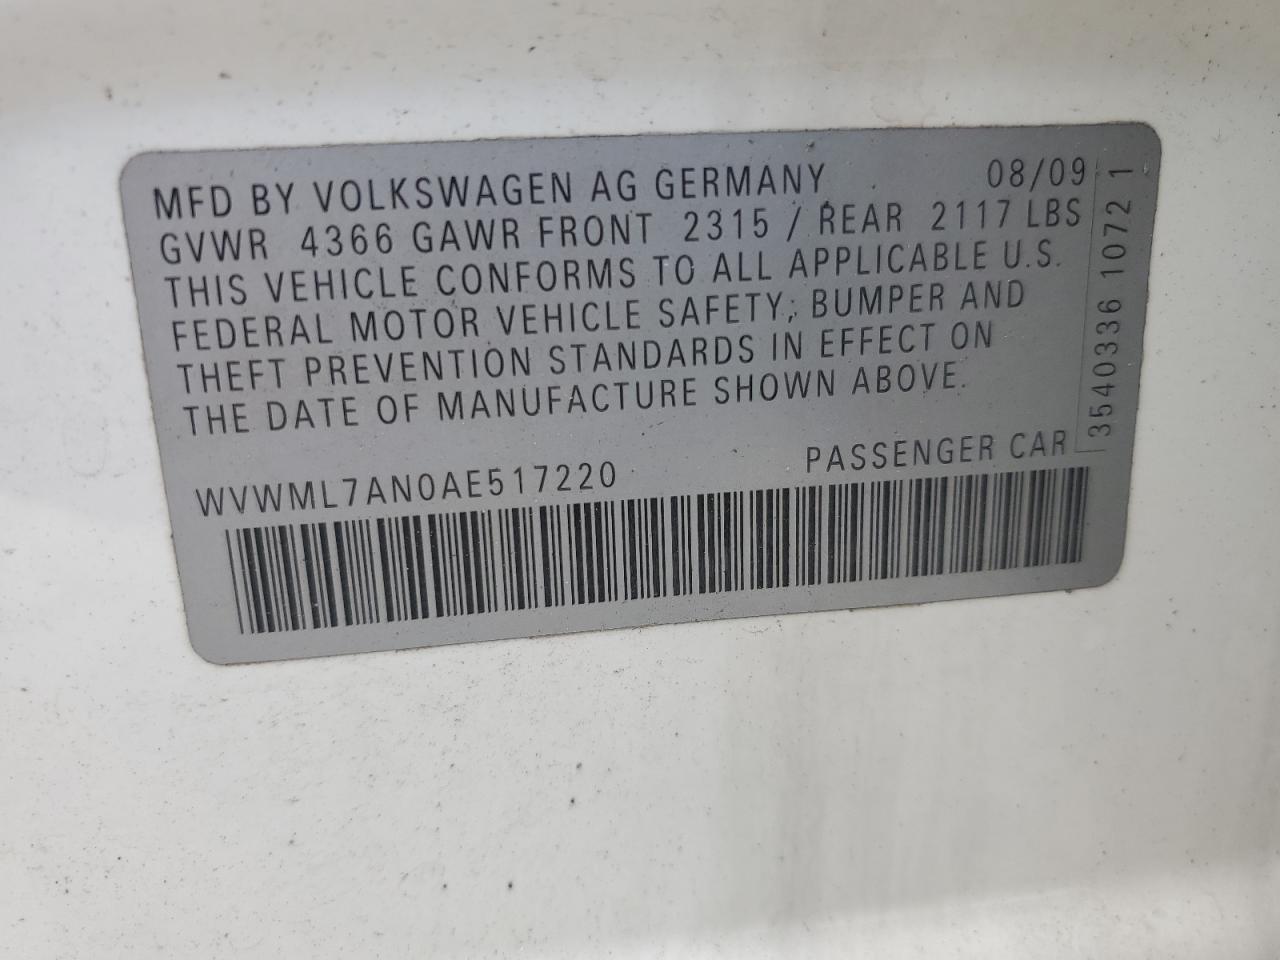 MFD BY VOLKSWAGEN AG GERMANY 08/09
GVWR 4366 GAWR FRONT 2315 / REAR 2117 LBS
THIS VEHICLE CONFORMS TO ALL APPLICABLE U.S.
FEDERAL MOTOR VEHICLE SAFETY, BUMPER AND
THEFT PREVENTION STANDARDS IN EFFECT ON
THE DATE OF MANUFACTURE SHOWN ABOVE.
WVWML7AN0AE517220 PASSENGER CAR
3540336 1072 1